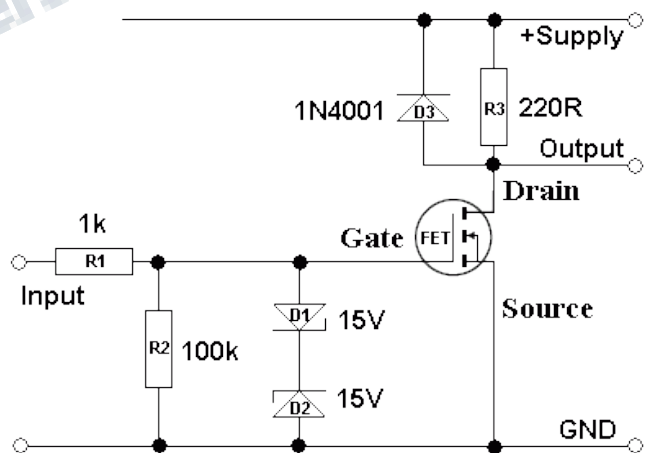 +Supply
1N4001
D3
R3
220R
Output
Drain
1k
Gate
FET
R1
Input
Source
D1
15V
R2
100k
D2
15V
GND